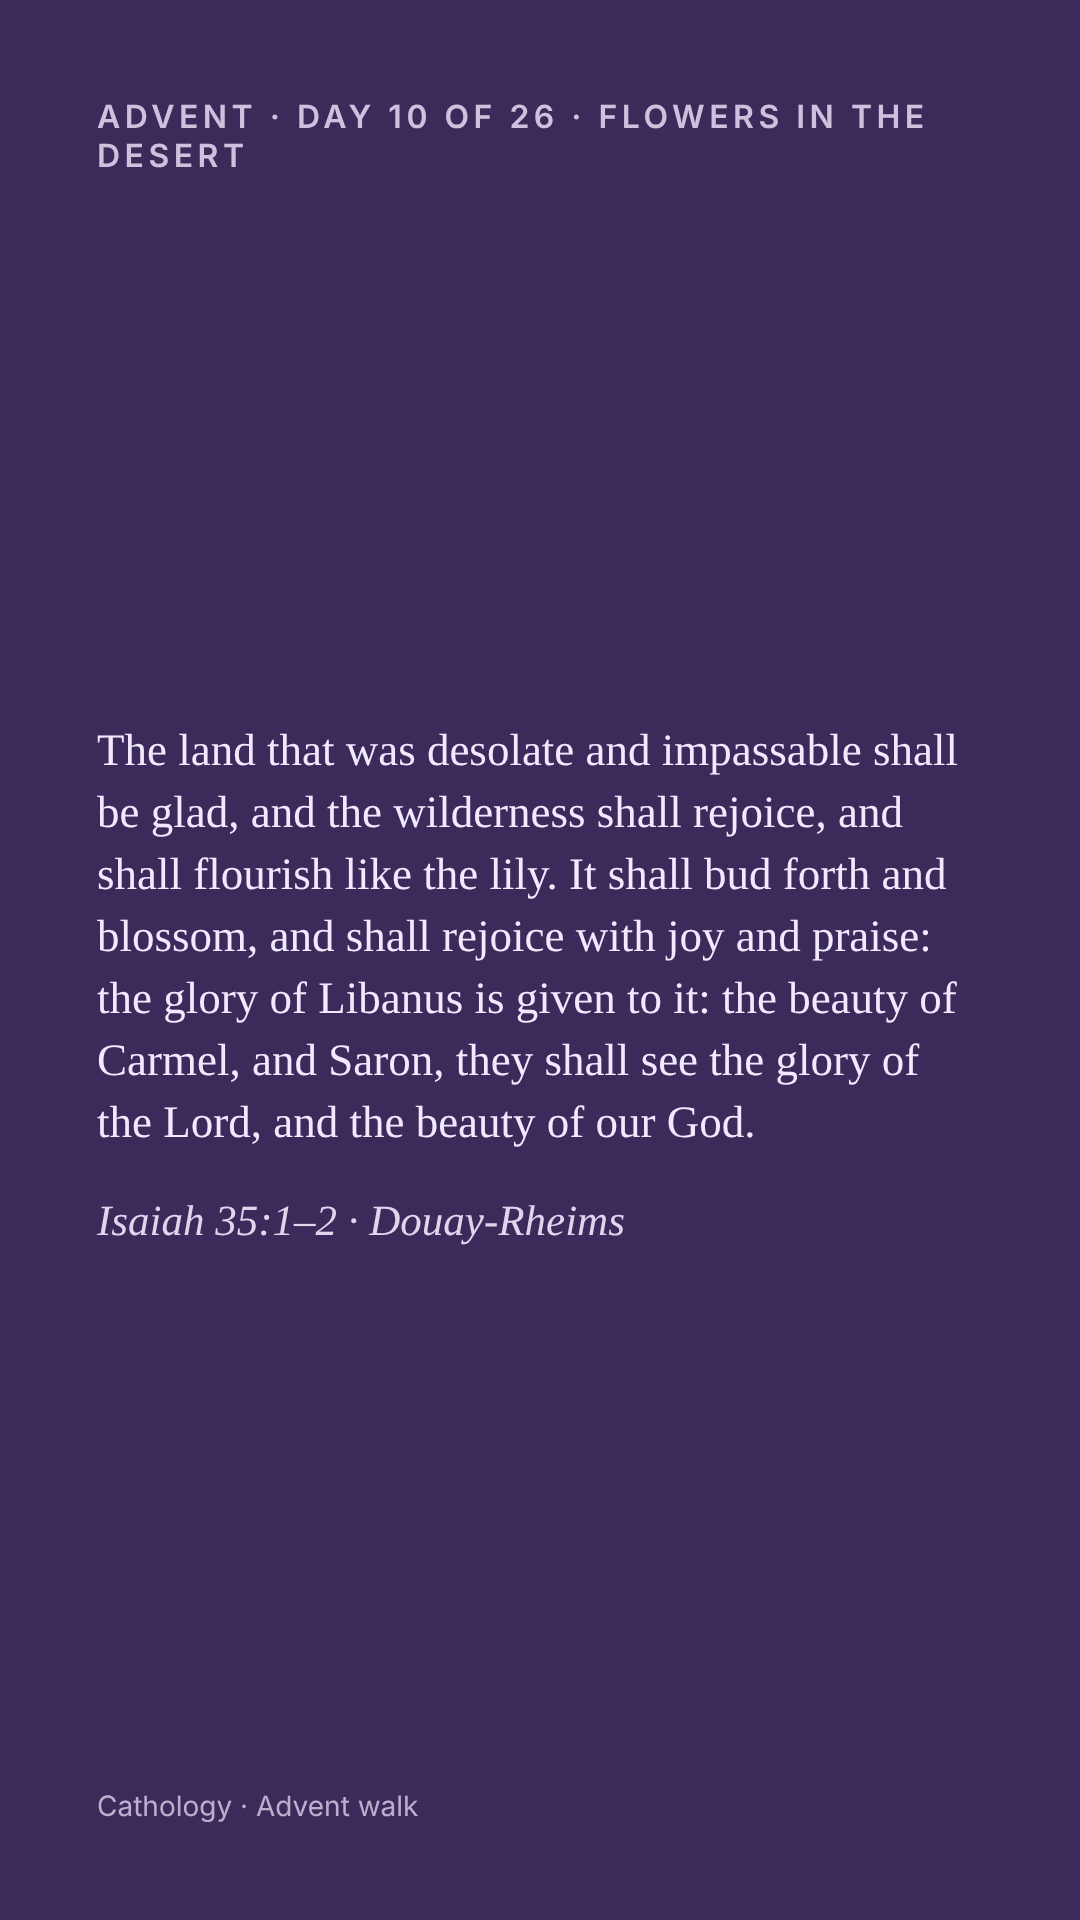 ADVENT · DAY 10 OF 26 · FLOWERS IN THE
DESERT
The land that was desolate and impassable shall
be glad, and the wilderness shall rejoice, and
shall flourish like the lily. It shall bud forth and
blossom, and shall rejoice with joy and praise:
the glory of Libanus is given to it: the beauty of
Carmel, and Saron, they shall see the glory of
the Lord, and the beauty of our God.
Isaiah 35:1–2 · Douay-Rheims
Cathology · Advent walk